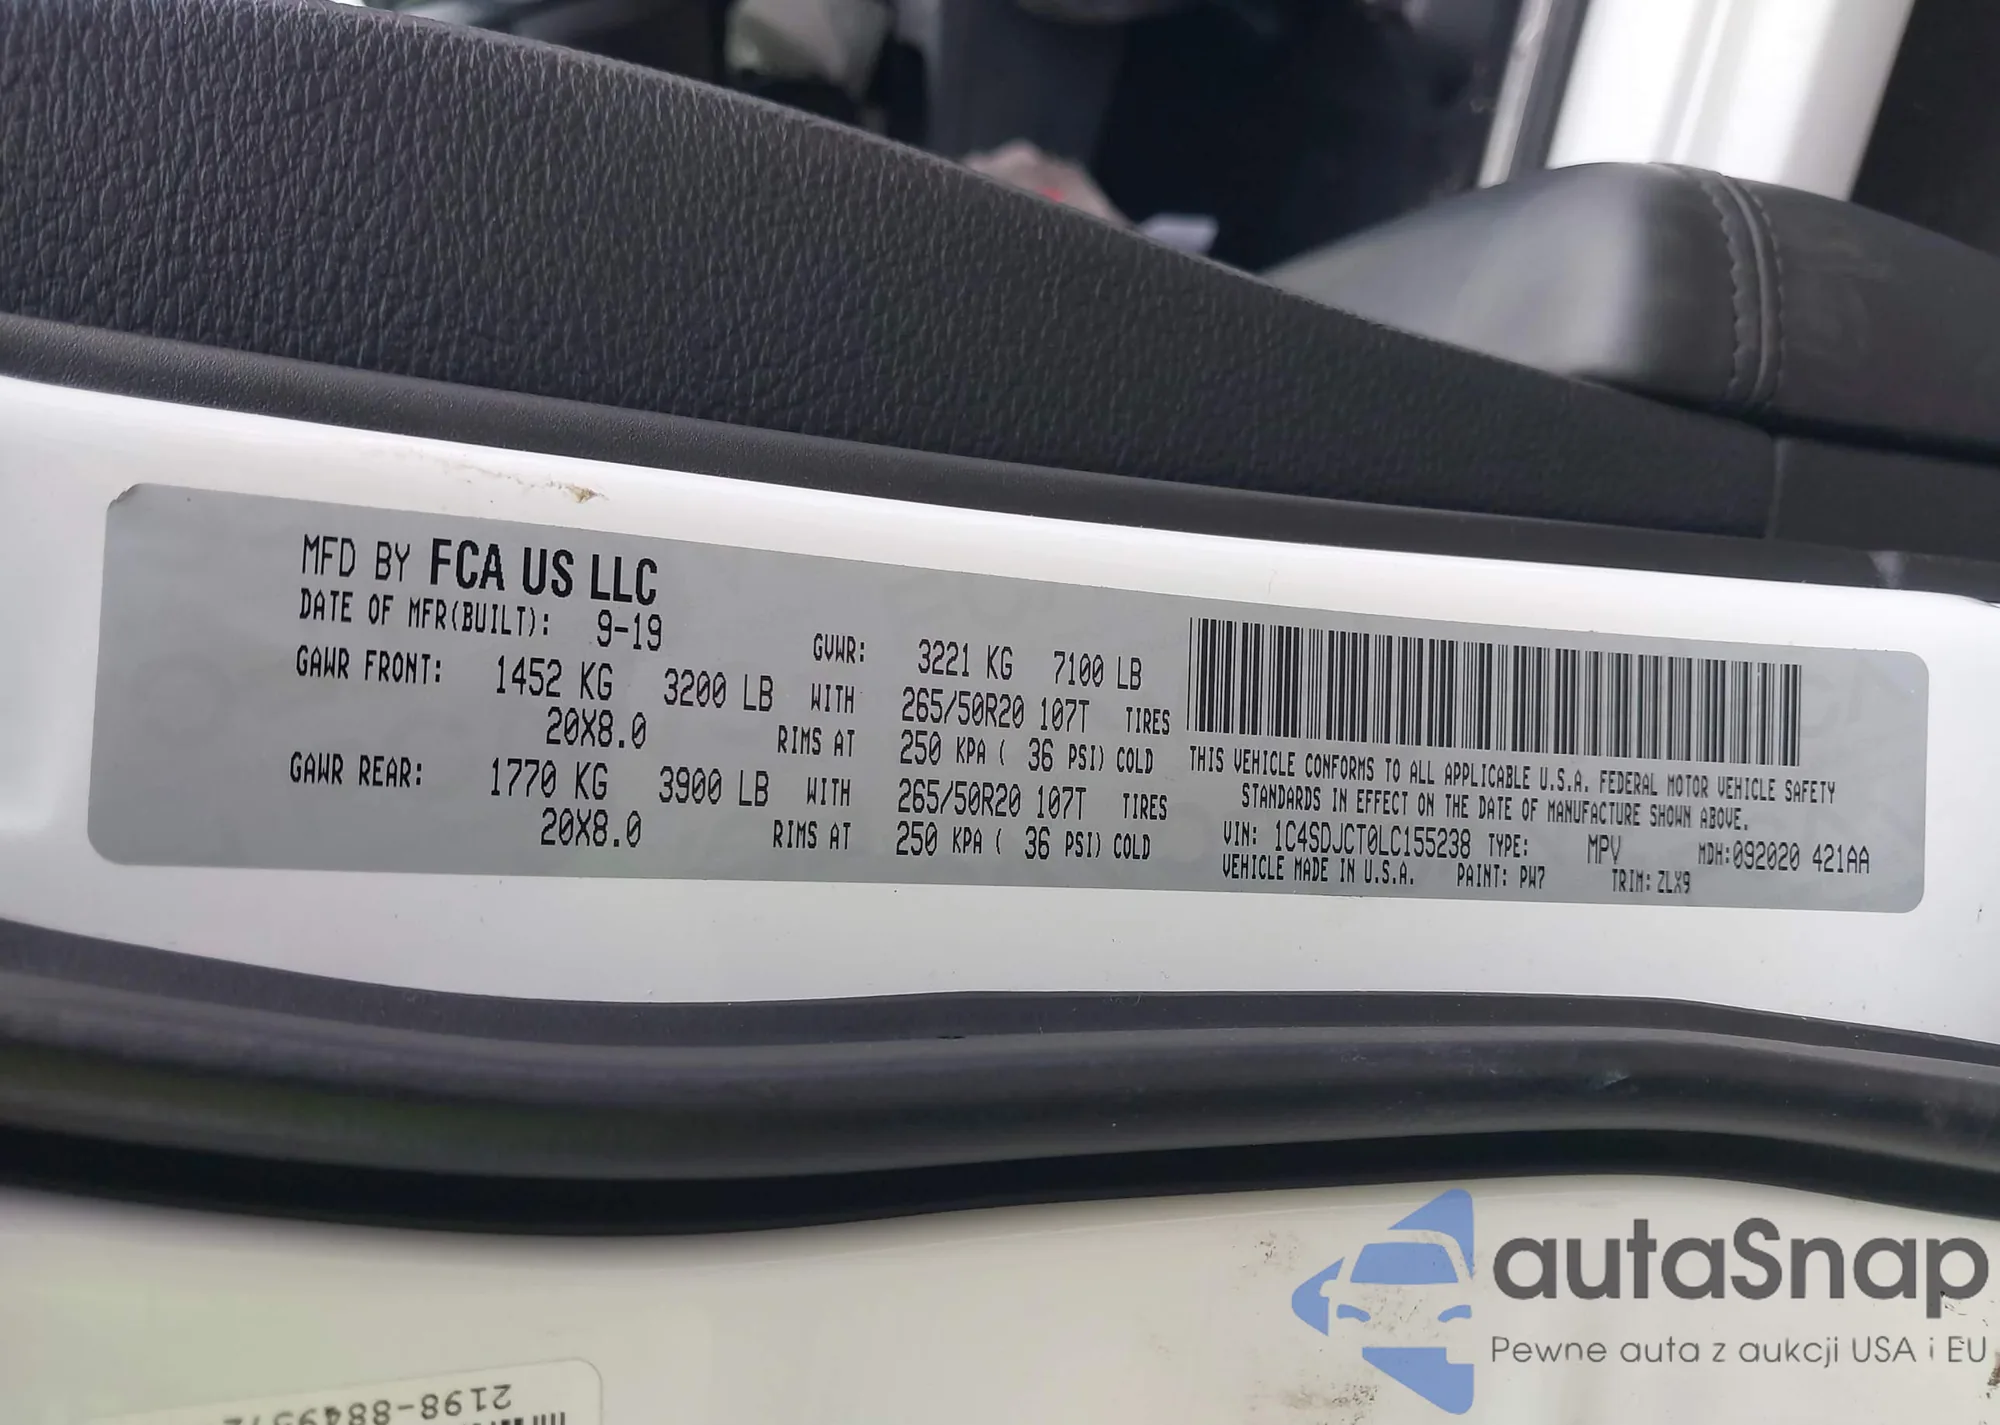 MFD BY FCA US LLC
DATE OF MFR(BUILT): 9-19 GVWR: 3221 KG 7100 LB
GAWR FRONT: 1452 KG 3200 LB WITH 265/50R20 107T TIRES
20X8.0 RIMS AT 250 KPA ( 36 PSI) COLD
GAWR REAR: 1770 KG 3900 LB WITH 265/50R20 107T TIRES
20X8.0 RIMS AT 250 KPA ( 36 PSI) COLD
THIS VEHICLE CONFORMS TO ALL APPLICABLE U.S.A. FEDERAL MOTOR VEHICLE SAFETY
STANDARDS IN EFFECT ON THE DATE OF MANUFACTURE SHOWN ABOVE.
VIN: 1C4SDJCT0LC155238 TYPE: MPV MDH:092020 421AA
VEHICLE MADE IN U.S.A. PAINT: PW7 TRIM: ZLX9
autaSnap
Pewne auta z aukcji USA i EU